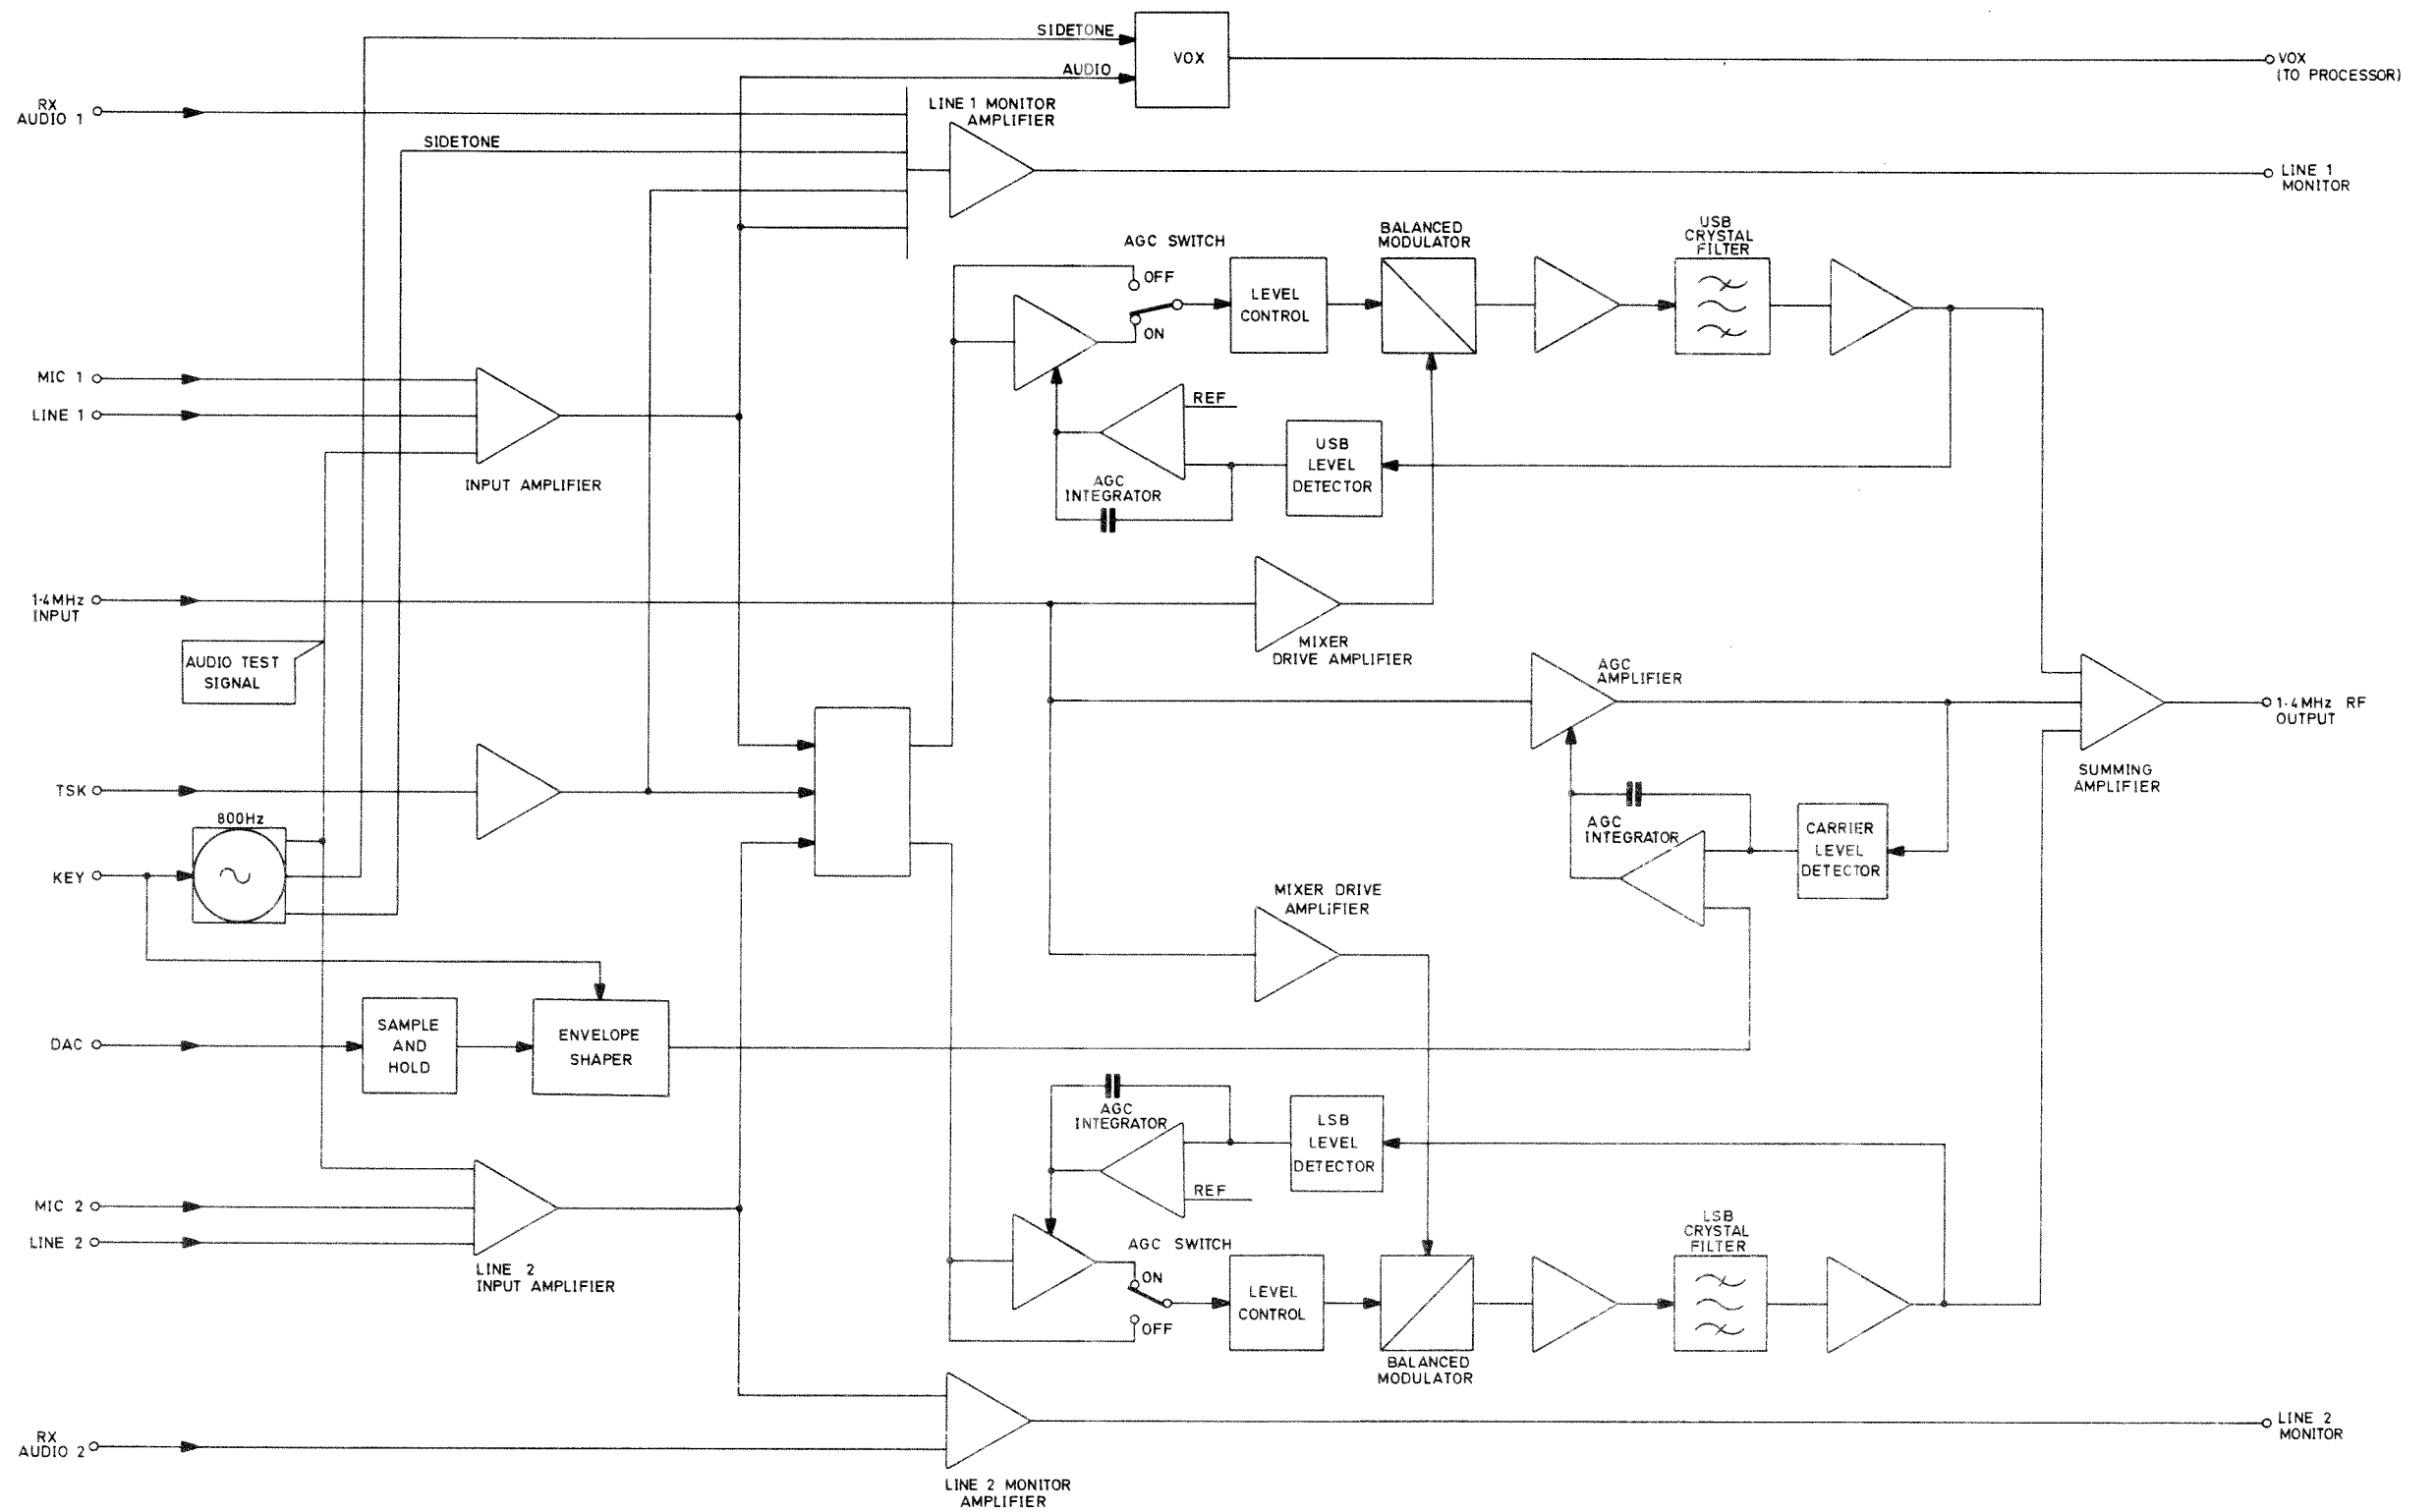 SIDETONE
VOX
VOX
(TO PROCESSOR)
AUDIO
RX
AUDIO 1
LINE 1 MONITOR
AMPLIFIER
SIDETONE
LINE 1
MONITOR
AGC SWITCH
OFF
ON
LEVEL
CONTROL
BALANCED
MODULATOR
USB
CRYSTAL
FILTER
MIC 1
LINE 1
INPUT AMPLIFIER
REF
AGC
INTEGRATOR
USB
LEVEL
DETECTOR
1·4MHz
INPUT
MIXER
DRIVE AMPLIFIER
AUDIO TEST
SIGNAL
AGC
AMPLIFIER
1·4MHz RF
OUTPUT
SUMMING
AMPLIFIER
TSK
800Hz
KEY
AGC
INTEGRATOR
CARRIER
LEVEL
DETECTOR
MIXER DRIVE
AMPLIFIER
DAC
SAMPLE
AND
HOLD
ENVELOPE
SHAPER
AGC
INTEGRATOR
LSB
LEVEL
DETECTOR
REF
MIC 2
LINE 2
LINE 2
INPUT AMPLIFIER
AGC SWITCH
ON
OFF
LEVEL
CONTROL
BALANCED
MODULATOR
LSB
CRYSTAL
FILTER
RX
AUDIO 2
LINE 2 MONITOR
AMPLIFIER
LINE 2
MONITOR